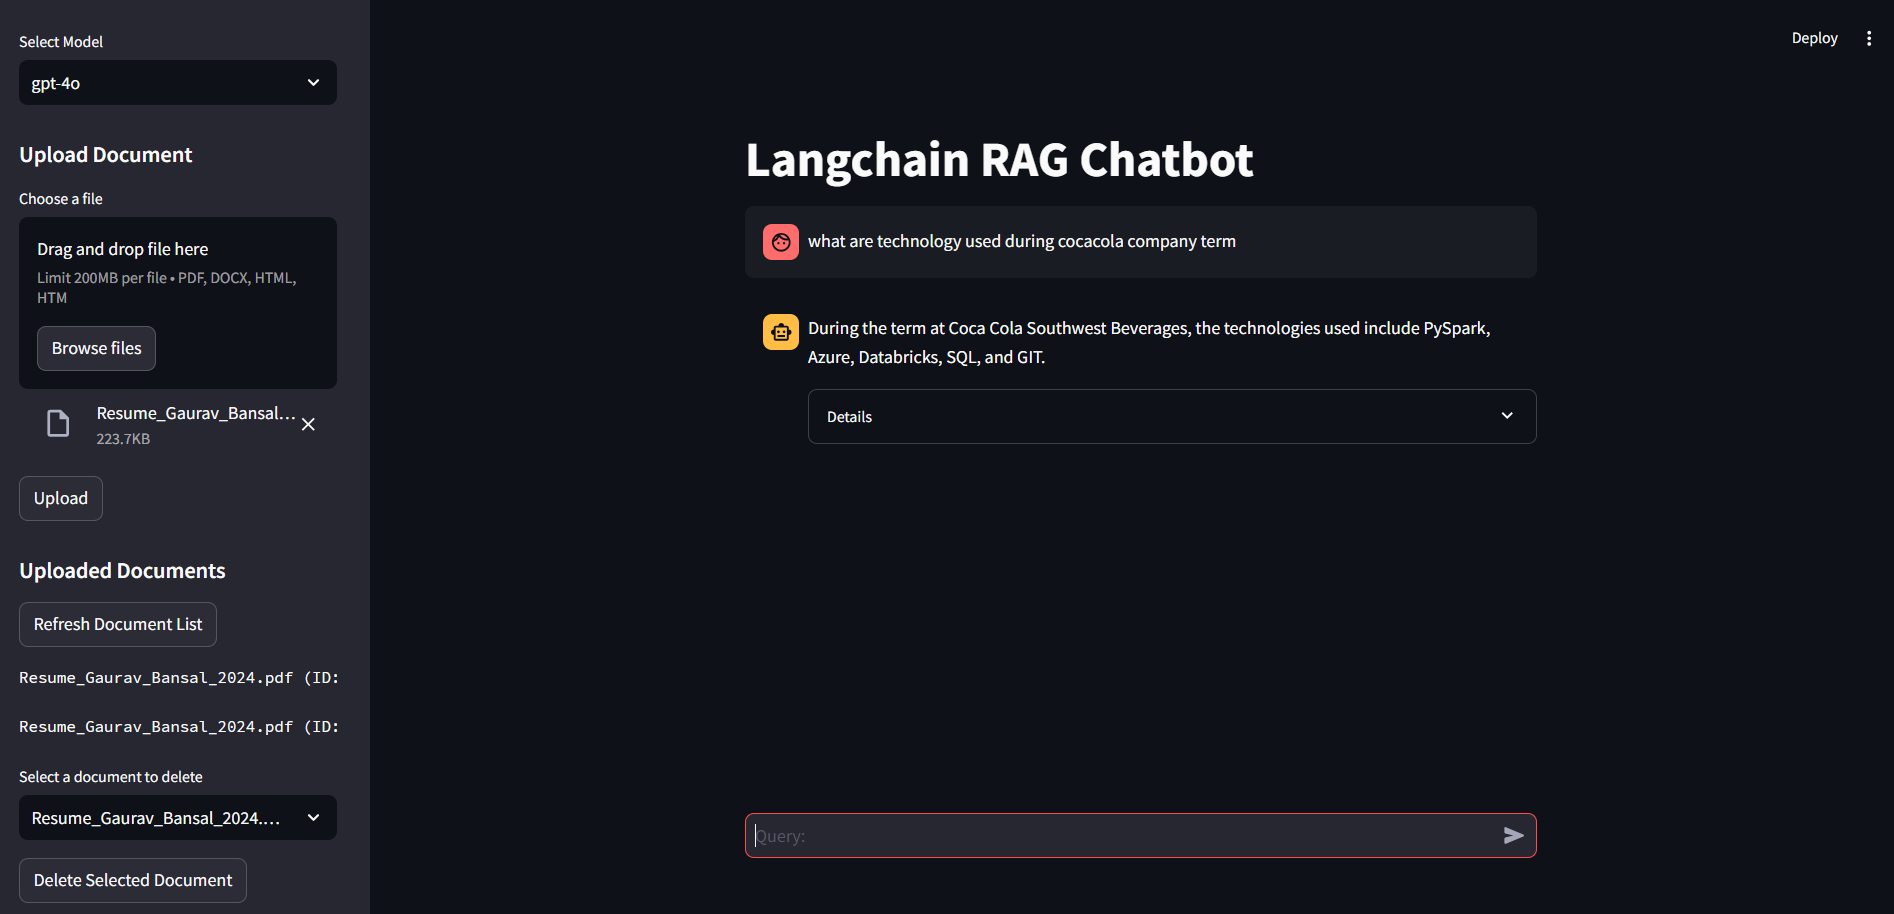 Select Model
gpt-4o
Upload Document
Choose a file
Drag and drop file here
Limit 200MB per file • PDF, DOCX, HTML,
HTM
Browse files
Resume_Gaurav_Bansal...
223.7KB
Upload
Uploaded Documents
Refresh Document List
Resume_Gaurav_Bansal_2024.pdf (ID:
Resume_Gaurav_Bansal_2024.pdf (ID:
Select a document to delete
Resume_Gaurav_Bansal_2024....
Delete Selected Document
Deploy
Langchain RAG Chatbot
what are technology used during cocacola company term
During the term at Coca Cola Southwest Beverages, the technologies used include PySpark,
Azure, Databricks, SQL, and GIT.
Details
Query: